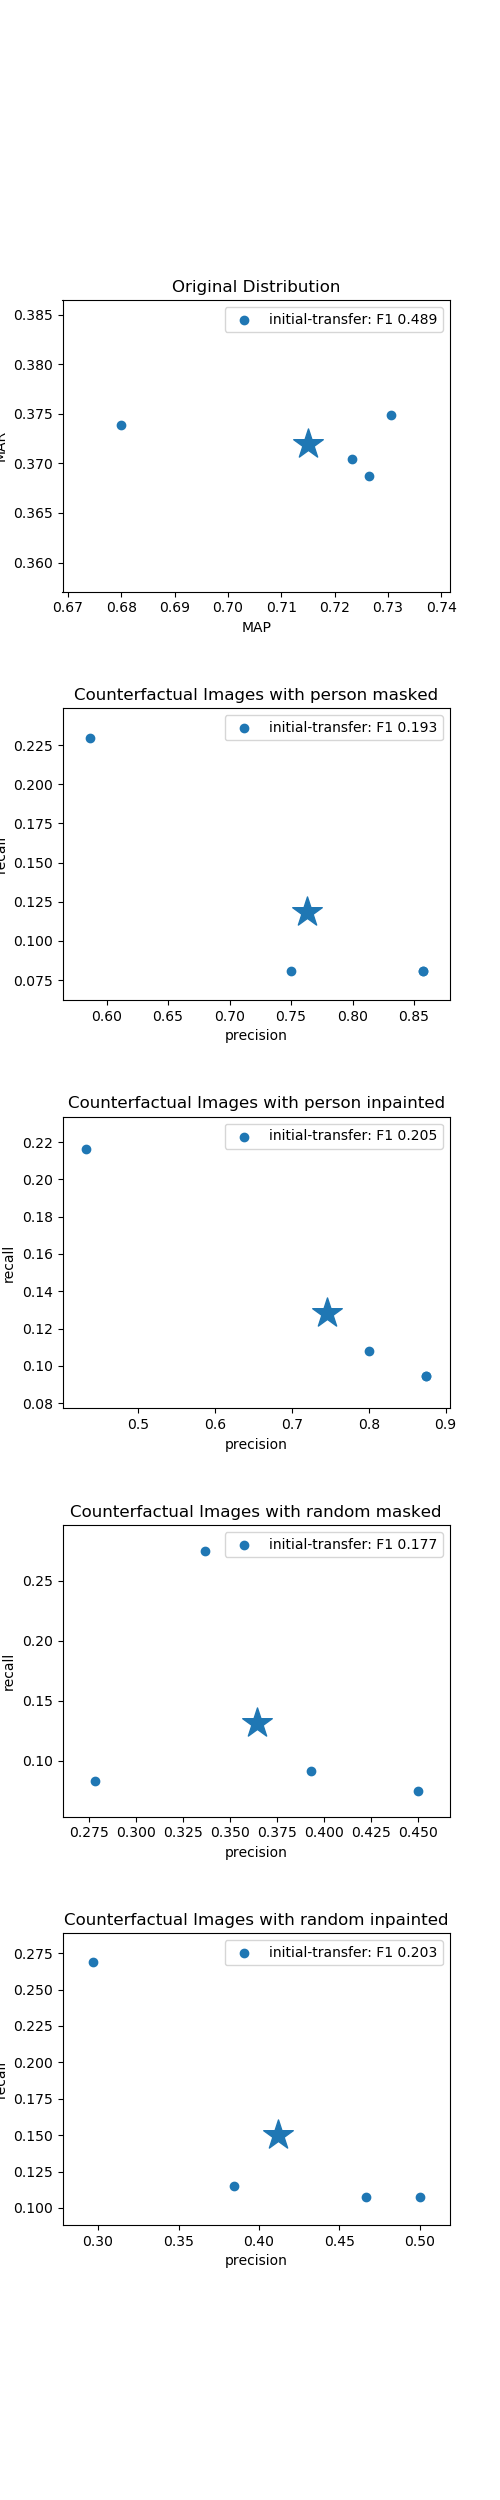 Original Distribution
initial-transfer: F1 0.489
0.385
0.380
0.375
0.370
0.365
0.360
MAR
0.67 0.68 0.69 0.70 0.71 0.72 0.73 0.74
MAP
Counterfactual Images with person masked
initial-transfer: F1 0.193
0.225
0.200
0.175
0.150
0.125
0.100
0.075
recall
0.60 0.65 0.70 0.75 0.80 0.85
precision
Counterfactual Images with person inpainted
initial-transfer: F1 0.205
0.22
0.20
0.18
0.16
0.14
0.12
0.10
0.08
recall
0.5 0.6 0.7 0.8 0.9
precision
Counterfactual Images with random masked
initial-transfer: F1 0.177
0.25
0.20
0.15
0.10
recall
0.275 0.300 0.325 0.350 0.375 0.400 0.425 0.450
precision
Counterfactual Images with random inpainted
initial-transfer: F1 0.203
0.275
0.250
0.225
0.200
0.175
0.150
0.125
0.100
recall
0.30 0.35 0.40 0.45 0.50
precision